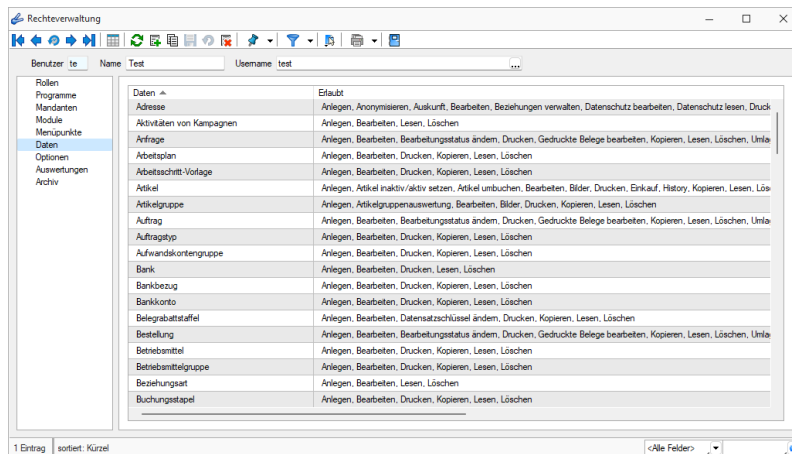 Rechteverwaltung
Benutzer te Name Test Username test ...
Rollen
Programme
Mandanten
Module
Menüpunkte
Daten
Optionen
Auswertungen
Archiv
Daten Erlaubt
Adresse Anlegen, Anonymisieren, Auskunft, Bearbeiten, Beziehungen verwalten, Datenschutz bearbeiten, Datenschutz lesen, Druck
Aktivitäten von Kampagnen Anlegen, Bearbeiten, Lesen, Löschen
Anfrage Anlegen, Bearbeiten, Bearbeitungsstatus ändern, Drucken, Gedruckte Belege bearbeiten, Kopieren, Lesen, Löschen, Umla
Arbeitsplan Anlegen, Bearbeiten, Drucken, Kopieren, Lesen, Löschen
Arbeitsschritt-Vorlage Anlegen, Bearbeiten, Drucken, Kopieren, Lesen, Löschen
Artikel Anlegen, Artikel inaktiv/aktiv setzen, Artikel umbuchen, Bearbeiten, Bilder, Drucken, Einkauf, History, Kopieren, Lesen, Lös
Artikelgruppe Anlegen, Artikelgruppenauswertung, Bearbeiten, Bilder, Drucken, Kopieren, Lesen, Löschen
Auftrag Anlegen, Bearbeiten, Bearbeitungsstatus ändern, Drucken, Gedruckte Belege bearbeiten, Kopieren, Lesen, Löschen, Umla
Auftragstyp Anlegen, Bearbeiten, Drucken, Kopieren, Lesen, Löschen
Aufwandskontengruppe Anlegen, Bearbeiten, Drucken, Kopieren, Lesen, Löschen
Bank Anlegen, Bearbeiten, Drucken, Lesen, Löschen
Bankbezug Anlegen, Bearbeiten, Drucken, Kopieren, Lesen, Löschen
Bankkonto Anlegen, Bearbeiten, Drucken, Kopieren, Lesen, Löschen
Belegrabattstaffel Anlegen, Bearbeiten, Datensatzschlüssel ändern, Drucken, Kopieren, Lesen, Löschen
Bestellung Anlegen, Bearbeiten, Bearbeitungsstatus ändern, Drucken, Gedruckte Belege bearbeiten, Kopieren, Lesen, Löschen, Umla
Betriebsmittel Anlegen, Bearbeiten, Drucken, Kopieren, Lesen, Löschen
Betriebsmittelgruppe Anlegen, Bearbeiten, Drucken, Kopieren, Lesen, Löschen
Beziehungsart Anlegen, Bearbeiten, Lesen, Löschen
Buchungsstapel Anlegen, Bearbeiten, Drucken, Kopieren, Lesen, Löschen
1 Eintrag sortiert: Kürzel <Alle Felder>